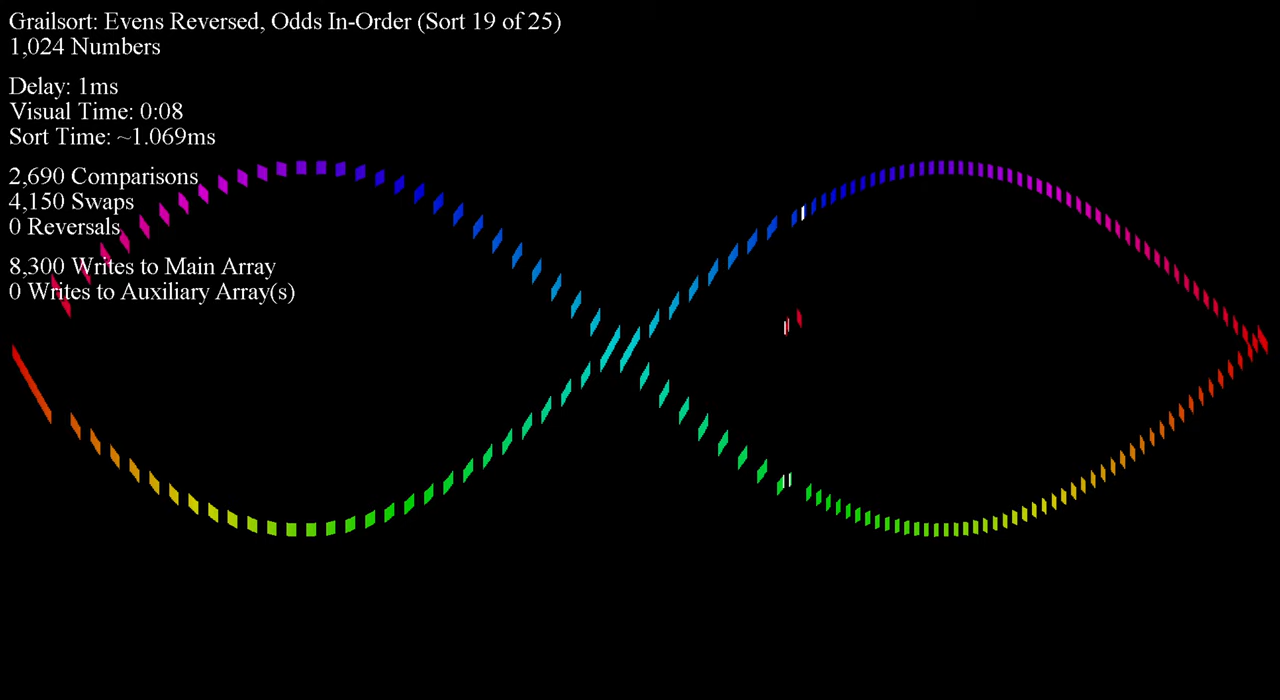 Grailsort: Evens Reversed, Odds In-Order (Sort 19 of 25)
1,024 Numbers
Delay: 1ms
Visual Time: 0:08
Sort Time: ~1.069ms
2,690 Comparisons
4,150 Swaps
0 Reversals
8,300 Writes to Main Array
0 Writes to Auxiliary Array(s)